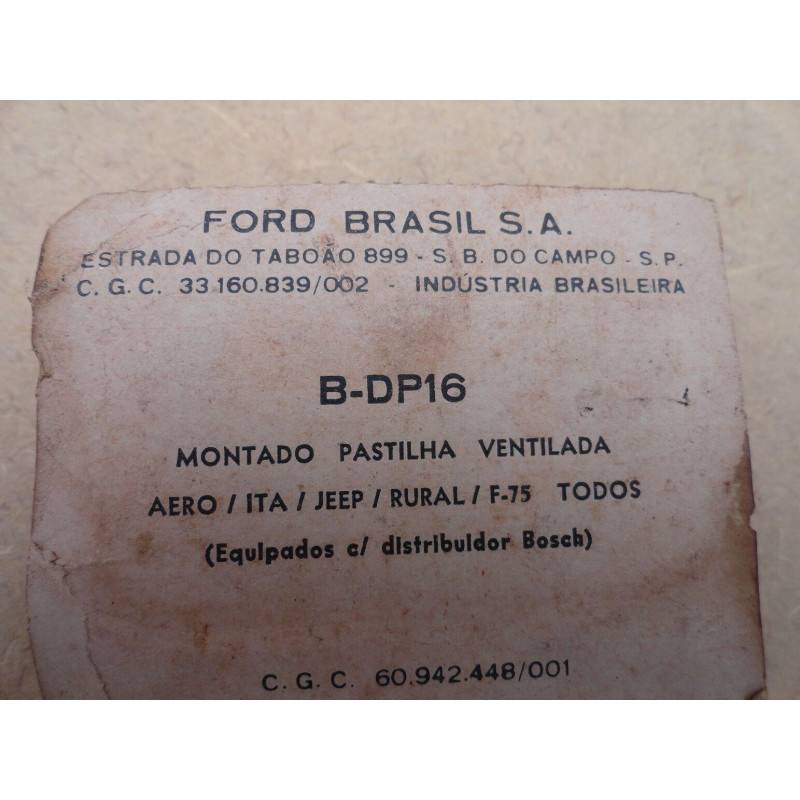 FORD BRASIL S.A.
ESTRADA DO TABOAO 899 - S. B. DO CAMPO - S. P.
C. G. C. 33 160.839/002 - INDÚSTRIA BRASILEIRA
B-DP16
MONTADO PASTILHA VENTILADA
AERO / ITA / JEEP / RURAL / F-75 TODOS
(Equipados c/ distribuidor Bosch)
C. G. C. 60.942.448/001